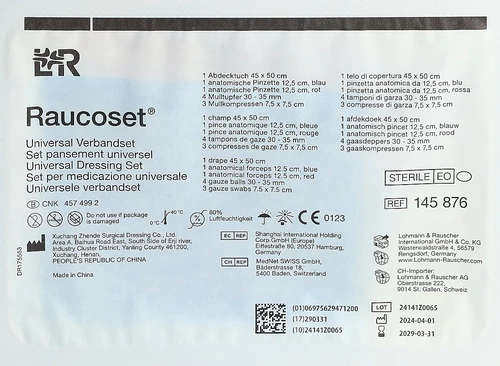 L&R
Raucoset®
Universal Verbandset
Set pansement universel
Universal Dressing Set
Set per medicazione universale
Universele verbandset
B CNK 457 499 2
1 Abdecktuch 45 x 50 cm
1 anatomische Pinzette 12,5 cm, blau
1 anatomische Pinzette 12,5 cm, rot
4 Mulltupfer 30 - 35 mm
3 Mullkompressen 7,5 x 7,5 cm
1 champ 45 x 50 cm
1 pince anatomique 12,5 cm, bleue
1 pince anatomique 12,5 cm, rouge
4 tampons de gaze 30 - 35 mm
3 compresses de gaze 7,5 x 7,5 cm
1 drape 45 x 50 cm
1 anatomical forceps 12,5 cm, blue
1 anatomical forceps 12,5 cm, red
4 gauze balls 30 - 35 mm
3 gauze swabs 7,5 x 7,5 cm
1 telo di copertura 45 x 50 cm
1 pinzetta anatomica da 12,5 cm, blu
1 pinzetta anatomica da 12,5 cm, rossa
4 tamponi di garza 30 - 35 mm
3 compresse di garza 7,5 x 7,5 cm
1 afdekdoek 45 x 50 cm
1 anatomisch pincet 12,5 cm, blauw
1 anatomisch pincet 12,5 cm, rood
4 gaasdeppers 30 - 35 mm
3 gaaskompressen 7,5 x 7,5 cm
STERILE EO
REF 145 876
Do not use if package
is damaged
40°C
80%
Luftfeuchtigkeit
CE 0123
Xuchang Zhengde Surgical Dressing Co., Ltd.
Area A, Baihua Road East, South Side of Erji river,
Industry Cluster District, Yanling County 461200,
Xuchang, Henan,
PEOPLE'S REPUBLIC OF CHINA
Made in China
DR175553
EC REP
Shanghai International Holding
Corp.GmbH (Europe)
Eiffestraße 80, 20537 Hamburg,
Germany
CH REP
MedNet SWISS GmbH,
Bäderstrasse 18,
5400 Baden, Switzerland
Lohmann & Rauscher
International GmbH & Co. KG
Westerwaldstraße 4, 56579
Rengsdorf, Germany
www.Lohmann-Rauscher.com
CH-Importer:
Lohmann & Rauscher AG
Oberstrasse 222,
9014 St. Gallen, Schweiz
(01)06975629471200
(17)290331
(10)24141Z0065
LOT 24141Z0065
2024-04-01
2029-03-31